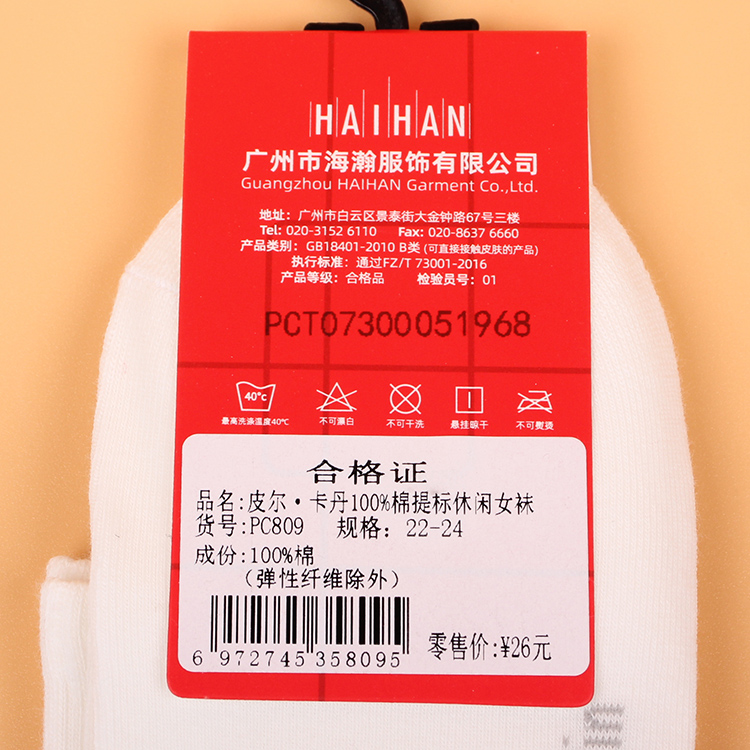 HAIHAN
广州市海瀚服饰有限公司
Guangzhou HAIHAN Garment Co.,Ltd.
地址：广州市白云区景泰街大金钟路67号三楼
Tel: 020-3152 6110 Fax: 020-8637 6660
产品类别：GB18401-2010 B类 (可直接接触皮肤的产品)
执行标准：通过FZ/T 73001-2016
产品等级：合格品 检验员号：01
PCT07300051968
40°c
最高洗涤温度40℃ 不可漂白 不可干洗 悬挂晾干 不可熨烫
合格证
品名:皮尔·卡丹100%棉提标休闲女袜
货号:PC809 规格：22-24
成份:100%棉
（弹性纤维除外）
6 972745 358095
零售价:¥26元